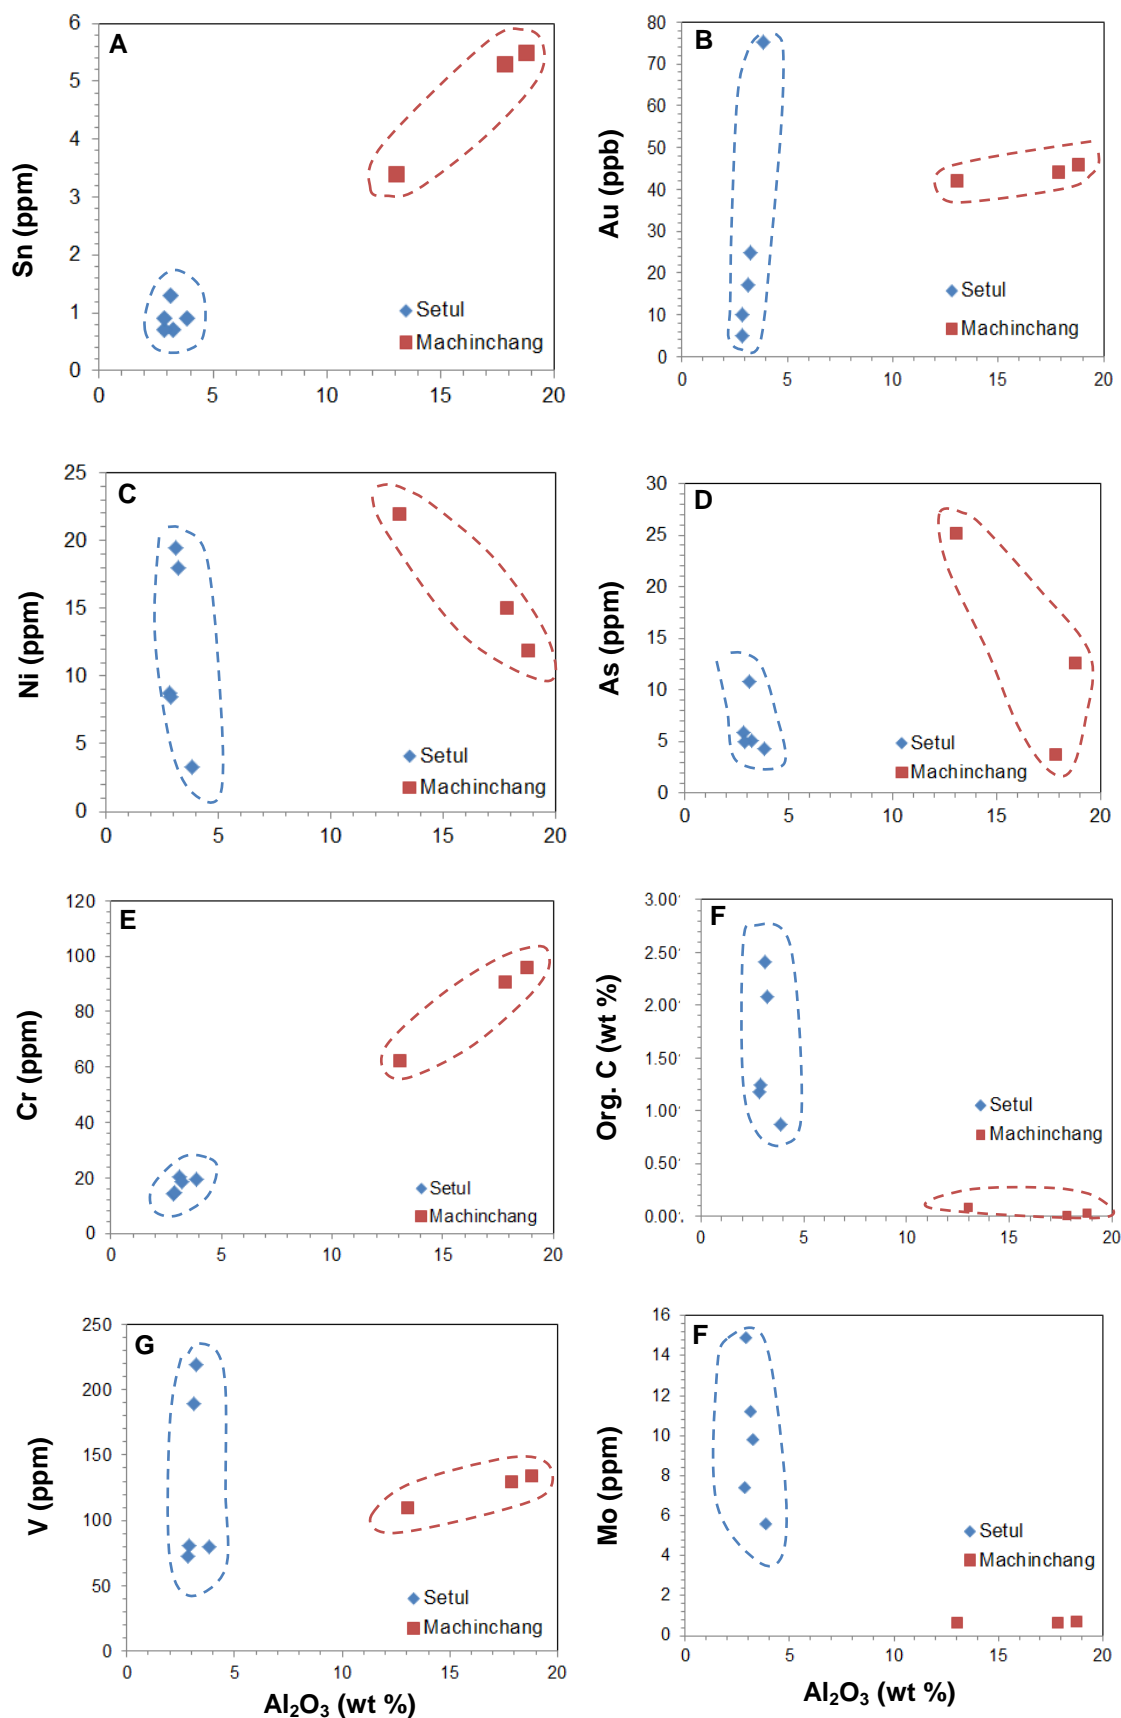 A
Sn (ppm)
6
5
4
3
2
1
0
0 5 10 15 20
Setul
Machinchang
B
Au (ppb)
80
70
60
50
40
30
20
10
0
0 5 10 15 20
Setul
Machinchang
C
Ni (ppm)
25
20
15
10
5
0
0 5 10 15 20
Setul
Machinchang
D
As (ppm)
30
25
20
15
10
5
0
0 5 10 15 20
Setul
Machinchang
E
Cr (ppm)
120
100
80
60
40
20
0
0 5 10 15 20
Setul
Machinchang
F
Org. C (wt %)
3.00
2.50
2.00
1.50
1.00
0.50
0.00
0 5 10 15 20
Setul
Machinchang
G
V (ppm)
250
200
150
100
50
0
0 5 10 15 20
Setul
Machinchang
Al₂O₃ (wt %)
F
Mo (ppm)
16
14
12
10
8
6
4
2
0
0 5 10 15 20
Setul
Machinchang
Al₂O₃ (wt %)